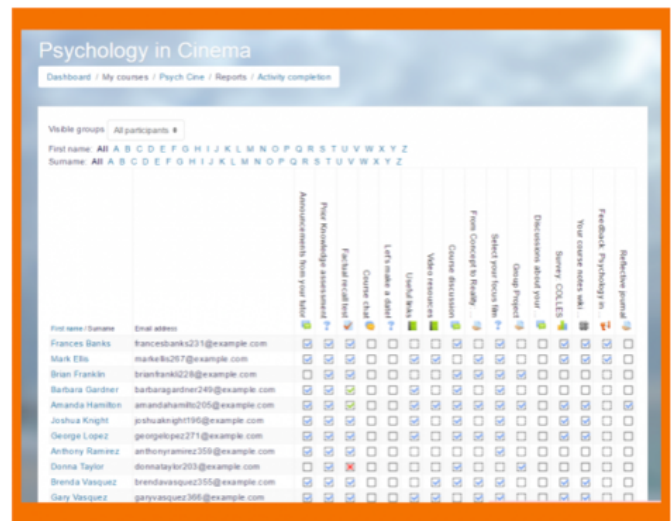 Psychology in Cinema
Dashboard / My courses / Psych Cine / Reports / Activity completion
Visible groups All participants
First name: All A B C D E F G H I J K L M N O P Q R S T U V W X Y Z
Surname: All A B C D E F G H I J K L M N O P Q R S T U V W X Y Z
Announcements from your tutor
Prior Knowledge assessment
Factual recall test
Course chat
Let's make a date!
Useful links
Video resources
Course discussion
From Concept to Reality ...
Select your focus film
Group Project
Discussions about your ...
Survey: COLLES
Your course notes wiki
Feedback: Psychology in ...
Reflective journal
First name / Surname Email address
Frances Banks francesbanks231@example.com
Mark Ellis markellis267@example.com
Brian Franklin brianfrankli228@example.com
Barbara Gardner barbaragardner249@example.com
Amanda Hamilton amandahamilto205@example.com
Joshua Knight joshuaknight196@example.com
George Lopez georgelopez271@example.com
Anthony Ramirez anthonyramirez359@example.com
Donna Taylor donnataylor203@example.com
Brenda Vasquez brendavasquez355@example.com
Gary Vasquez garyvasquez366@example.com